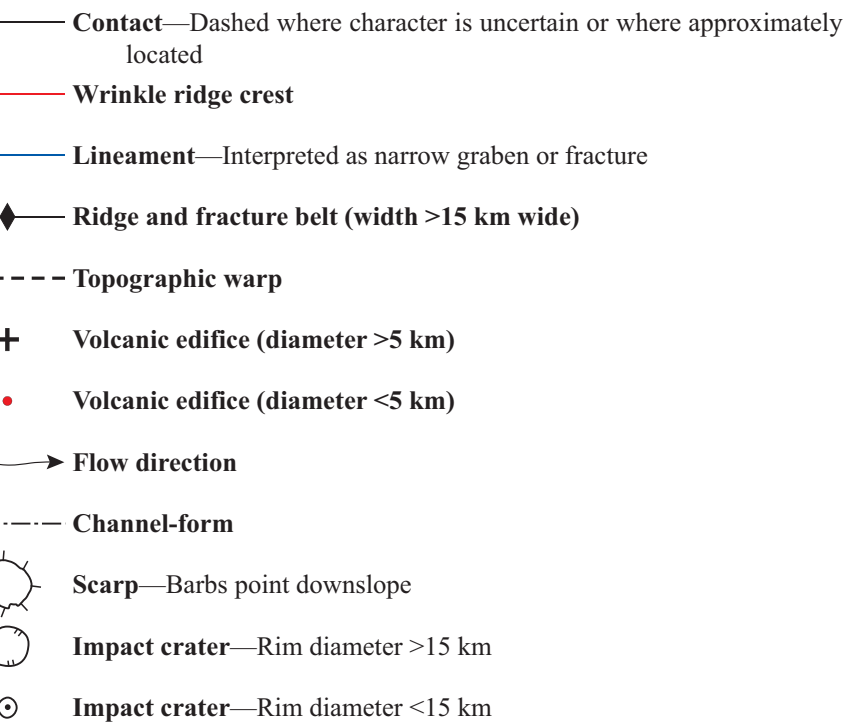 Contact—Dashed where character is uncertain or where approximately
located
Wrinkle ridge crest
Lineament—Interpreted as narrow graben or fracture
Ridge and fracture belt (width >15 km wide)
Topographic warp
Volcanic edifice (diameter >5 km)
Volcanic edifice (diameter <5 km)
Flow direction
Channel-form
Scarp—Barbs point downslope
Impact crater—Rim diameter >15 km
Impact crater—Rim diameter <15 km